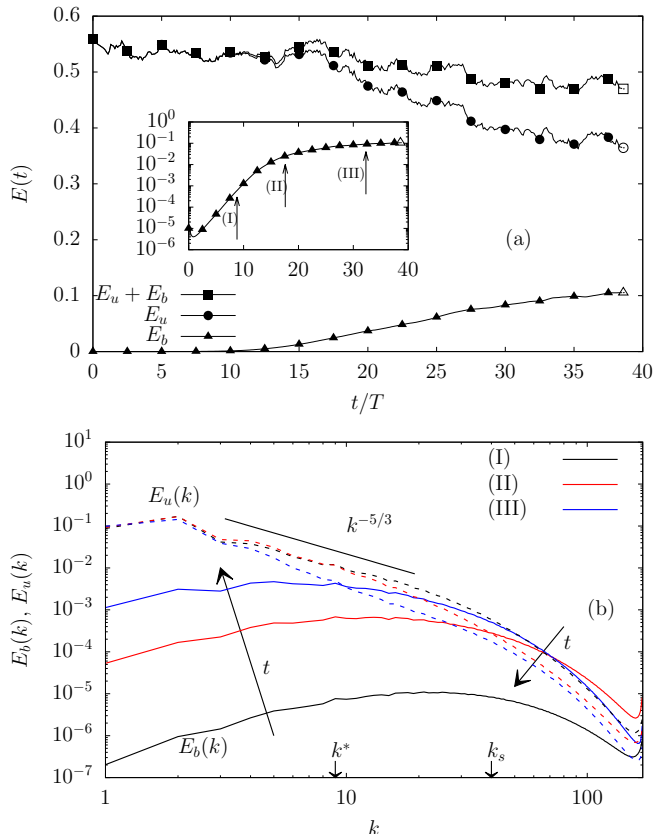 0.6
0.5
0.4
0.3
0.2
0.1
0
E(t)
10^0
10^{-1}
10^{-2}
10^{-3}
10^{-4}
10^{-5}
10^{-6}
(I)
(II)
(III)
0 10 20 30 40
(a)
E_u + E_b
E_u
E_b
0 5 10 15 20 25 30 35 40
t/T
10^1
10^0
10^{-1}
10^{-2}
10^{-3}
10^{-4}
10^{-5}
10^{-6}
10^{-7}
E_b(k), E_u(k)
(I)
(II)
(III)
E_u(k)
k^{-5/3}
(b)
t
t
E_b(k)
k^*
k_s
1 10 100
k